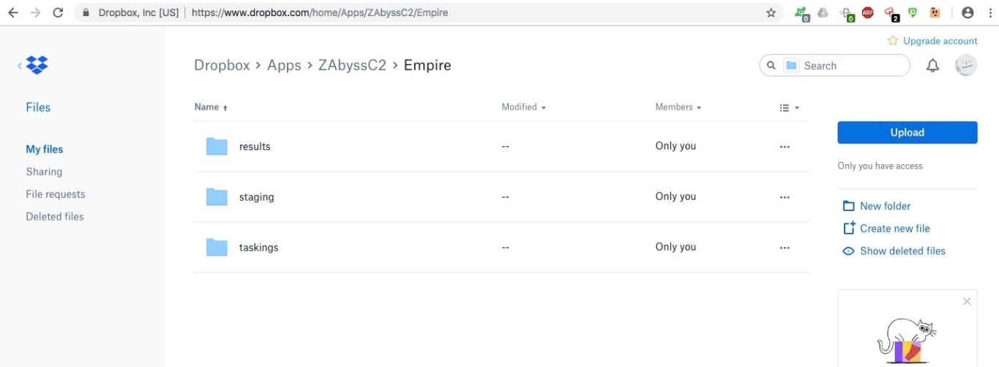 Dropbox, Inc [US] | https://www.dropbox.com/home/Apps/ZAbyssC2/Empire
0 0 ABP 2
Upgrade account
Dropbox > Apps > ZAbyssC2 > Empire
Search
Files
My files
Sharing
File requests
Deleted files
Name Modified Members
results -- Only you
staging -- Only you
taskings -- Only you
Upload
Only you have access
New folder
Create new file
Show deleted files